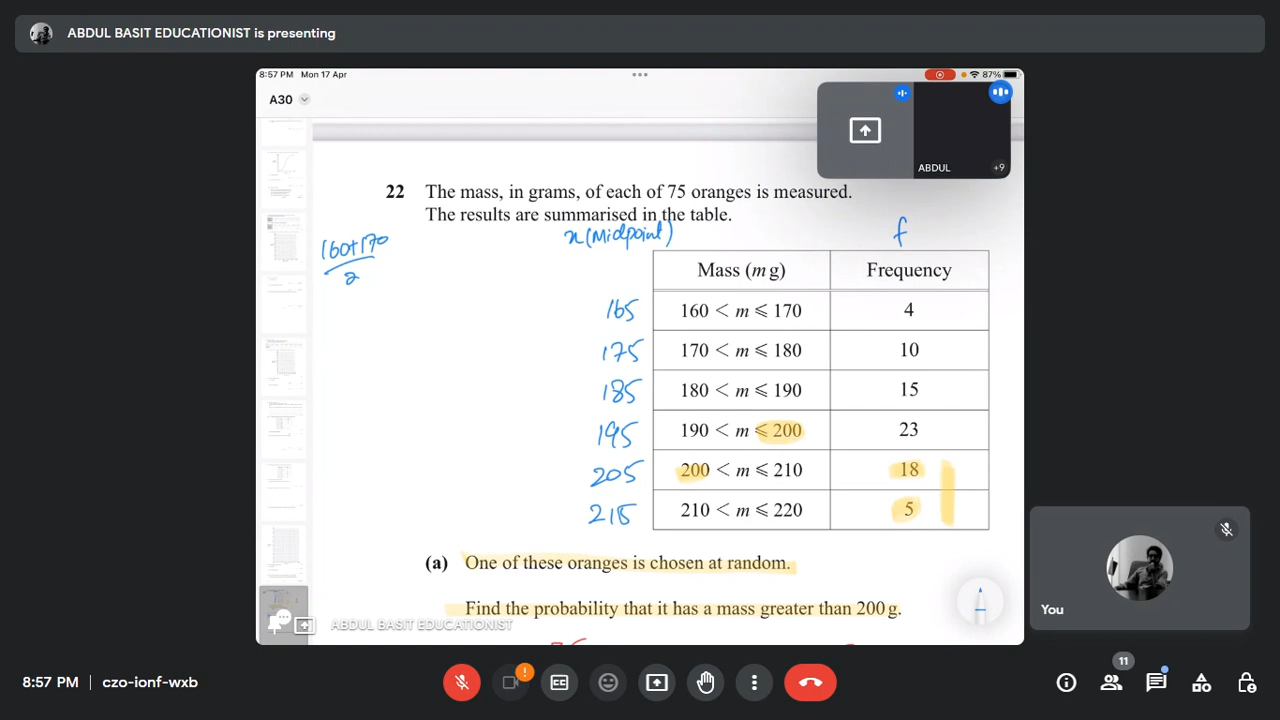 ABDUL BASIT EDUCATIONIST is presenting
8:57 PM Mon 17 Apr
87%
A30
ABDUL
+9
22 The mass, in grams, of each of 75 oranges is measured.
The results are summarised in the table.
160+170
2
x (Midpoint)
f
Mass (m g) Frequency
165 160 < m ⩽ 170 4
175 170 < m ⩽ 180 10
185 180 < m ⩽ 190 15
195 190 < m ⩽ 200 23
205 200 < m ⩽ 210 18
215 210 < m ⩽ 220 5
(a) One of these oranges is chosen at random.
Find the probability that it has a mass greater than 200 g.
ABDUL BASIT EDUCATIONIST
You
8:57 PM | czo-ionf-wxb
CC
11